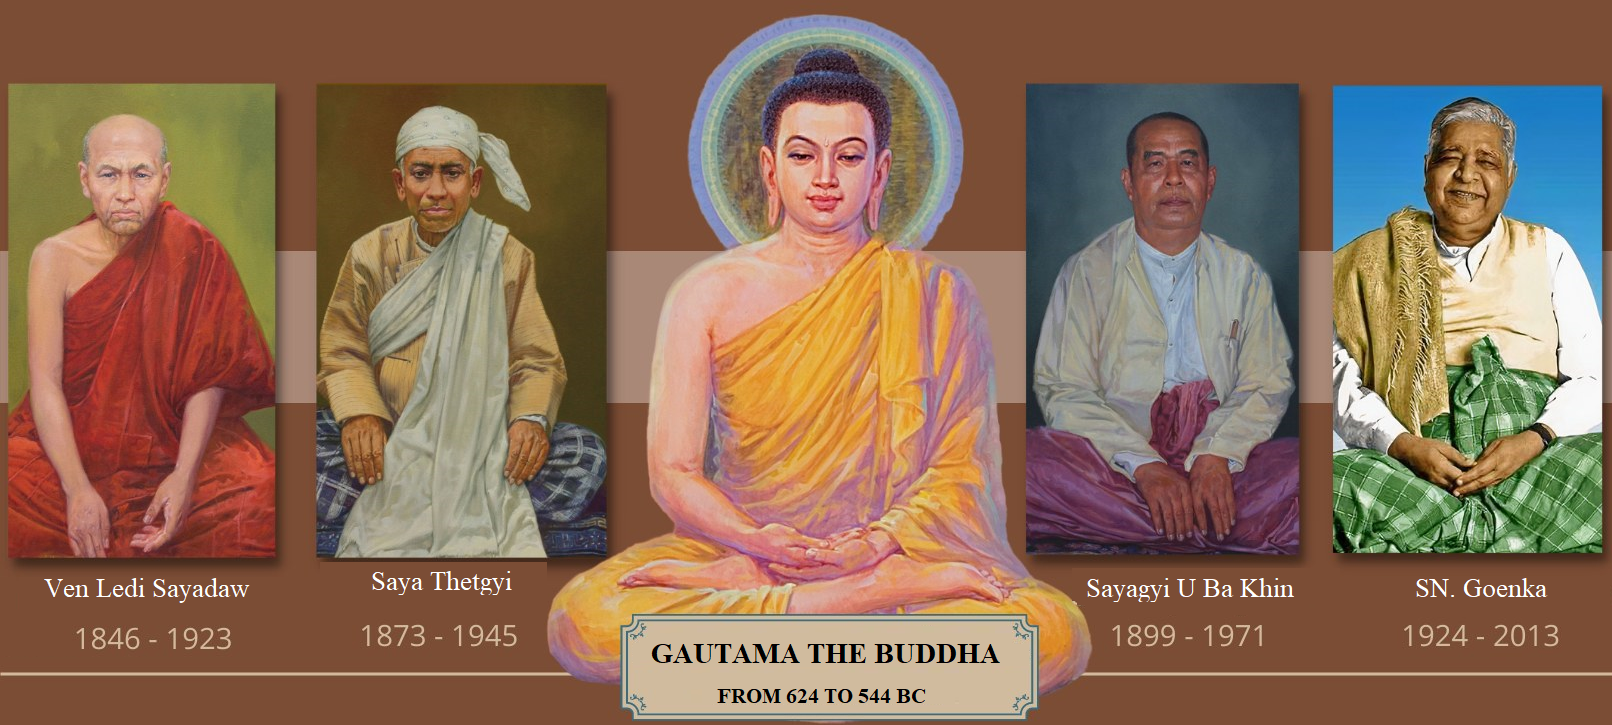 Ven Ledi Sayadaw
1846 - 1923
Saya Thetgyi
1873 - 1945
GAUTAMA THE BUDDHA
FROM 624 TO 544 BC
Sayagyi U Ba Khin
1899 - 1971
SN. Goenka
1924 - 2013